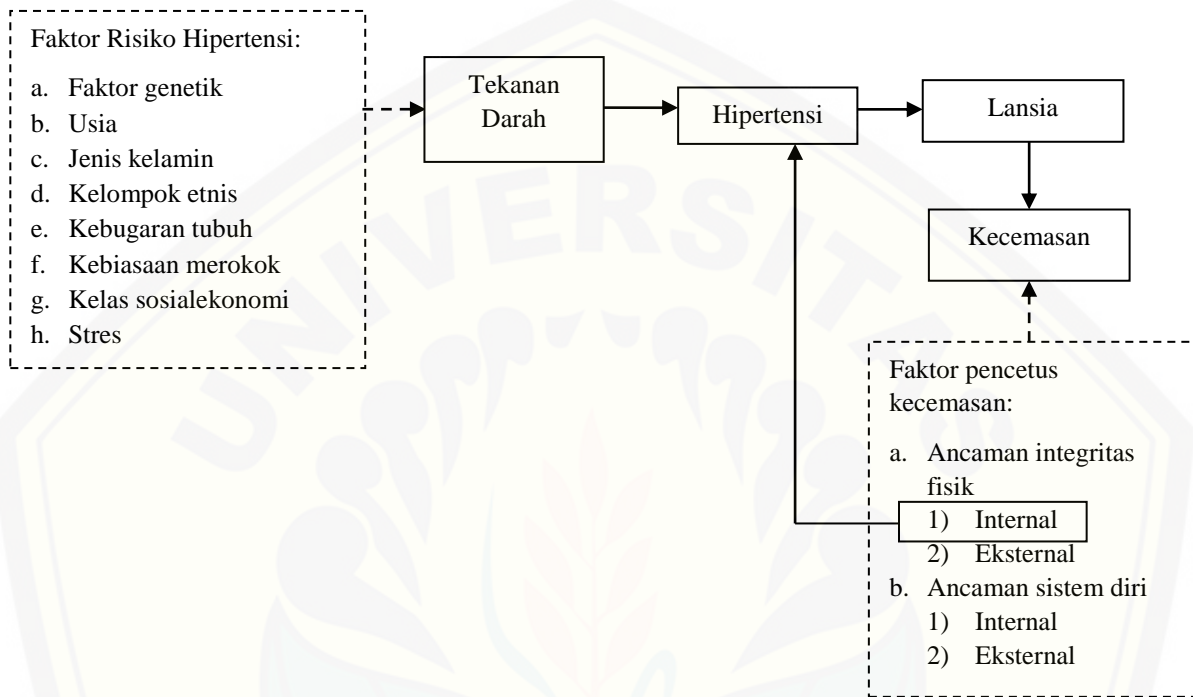 Faktor Risiko Hipertensi:
a. Faktor genetik
b. Usia
c. Jenis kelamin
d. Kelompok etnis
e. Kebugaran tubuh
f. Kebiasaan merokok
g. Kelas sosialekonomi
h. Stres
Tekanan
Darah
Hipertensi
Lansia
Kecemasan
Faktor pencetus
kecemasan:
a. Ancaman integritas
fisik
1) Internal
2) Eksternal
b. Ancaman sistem diri
1) Internal
2) Eksternal
UNIVERSITAS